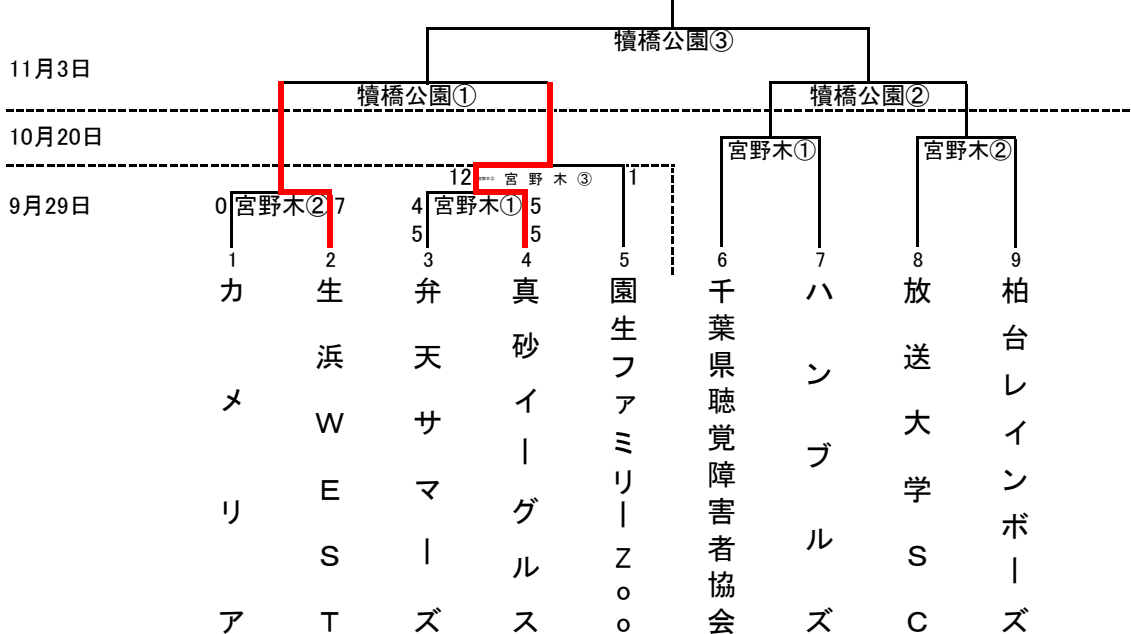 犢橋公園③
11月3日
犢橋公園①
犢橋公園②
10月20日
宮野木①
宮野木②
12
宮野木③
1
9月29日
0
宮野木②
7
4
宮野木①
5
5
5
1
2
3
4
5
6
7
8
9
カメリア
生浜WEST
弁天サマーズ
真砂イーグルス
園生ファミリーZoo
千葉県聴覚障害者協会
ハンブルズ
放送大学SC
柏台レインボーズ